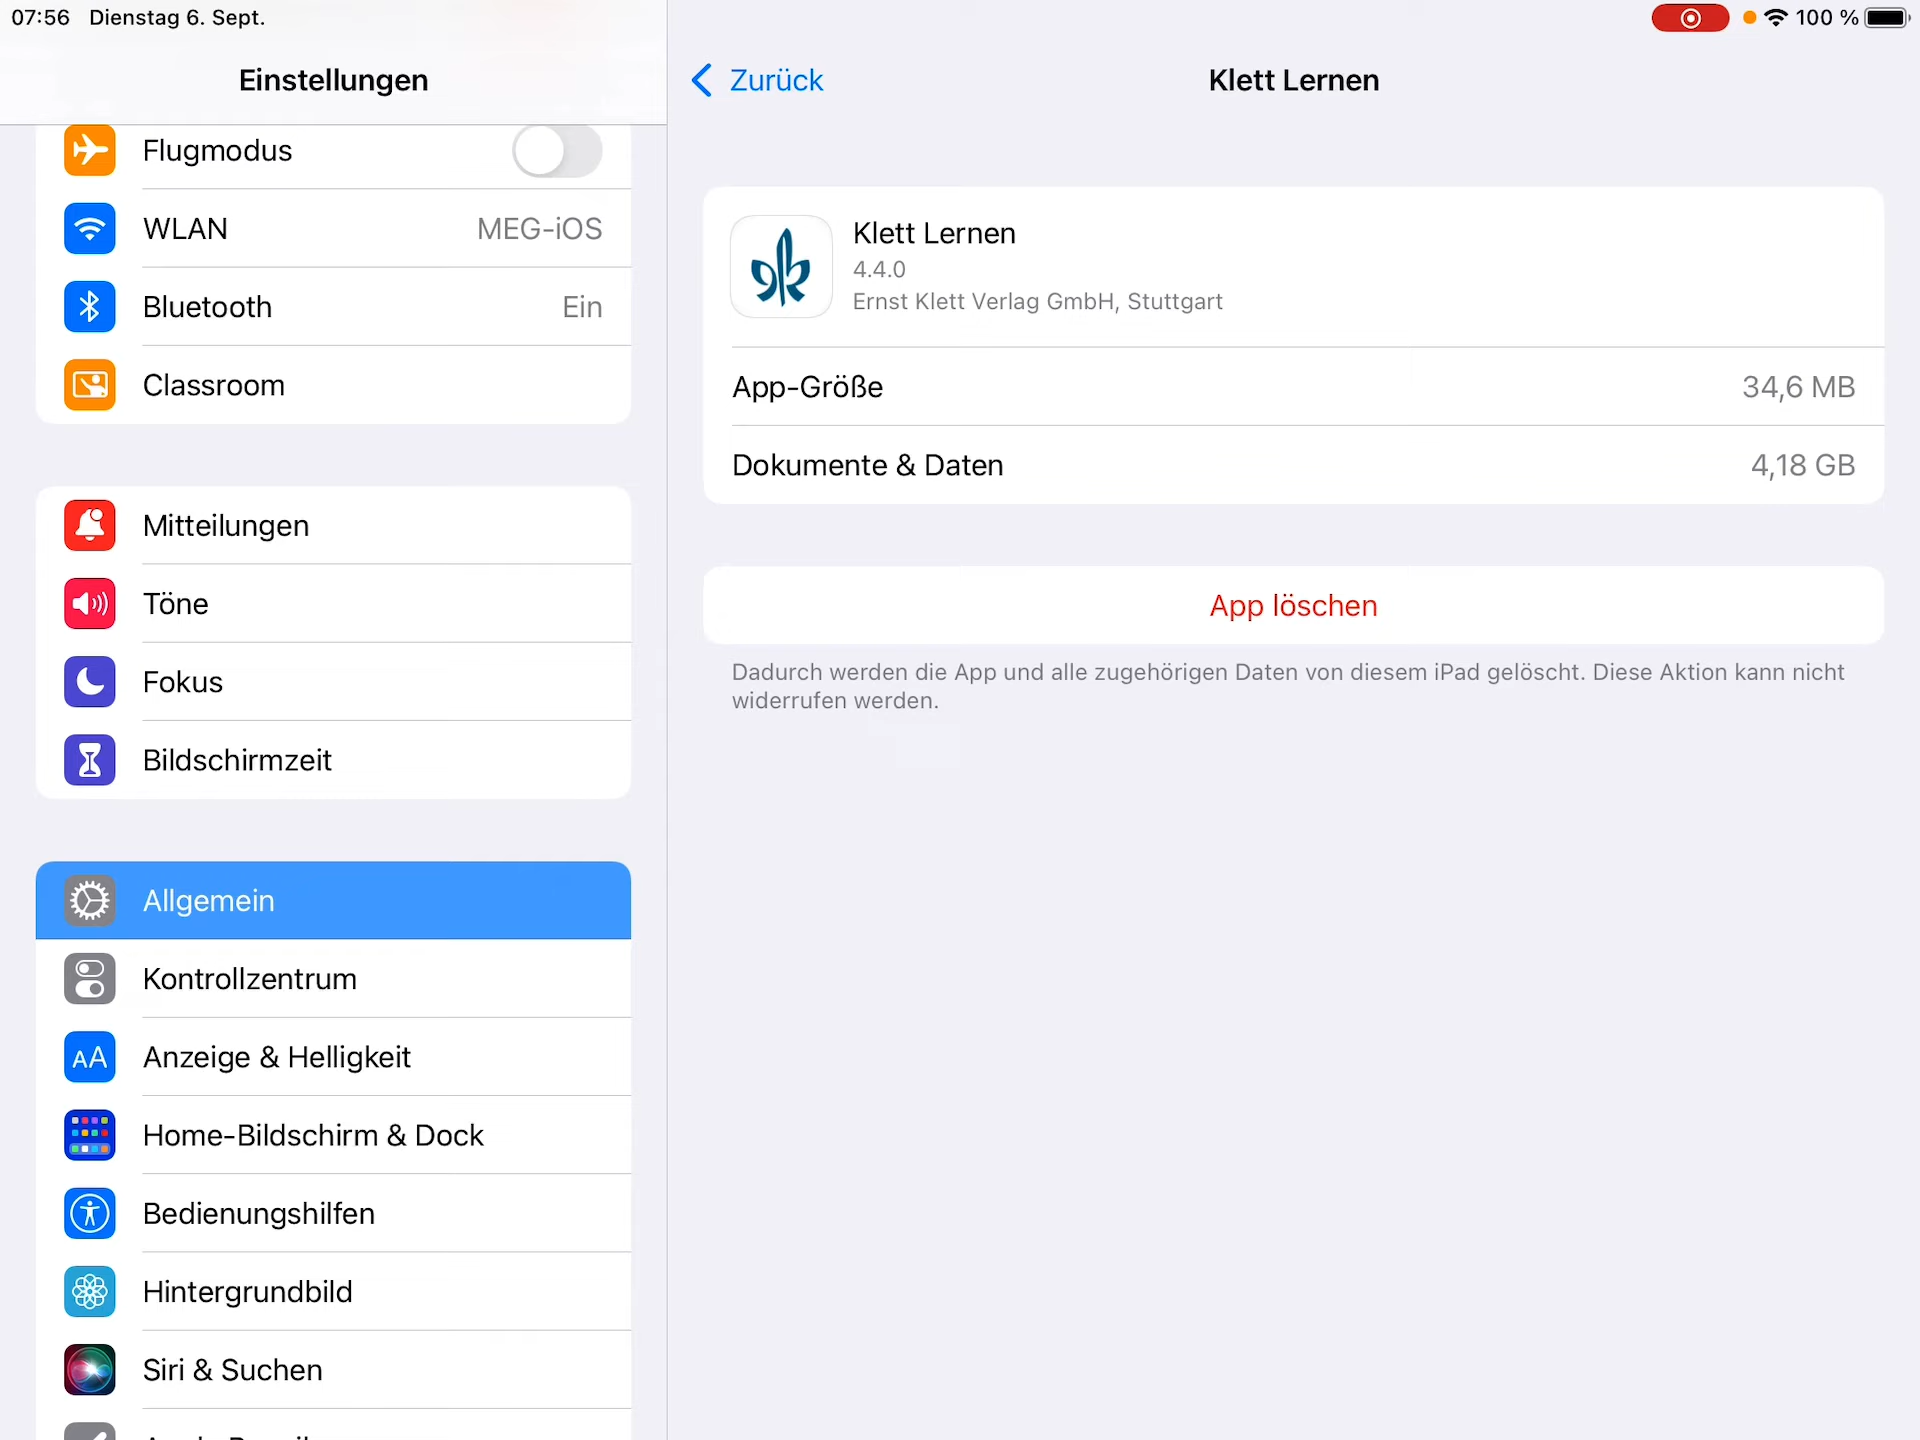 07:56 Dienstag 6. Sept.
100 %
Einstellungen
Flugmodus
WLAN MEG-iOS
Bluetooth Ein
Classroom
Mitteilungen
Töne
Fokus
Bildschirmzeit
Allgemein
Kontrollzentrum
AA Anzeige & Helligkeit
Home-Bildschirm & Dock
Bedienungshilfen
Hintergrundbild
Siri & Suchen
Zurück
Klett Lernen
Klett Lernen
4.4.0
Ernst Klett Verlag GmbH, Stuttgart
App-Größe 34,6 MB
Dokumente & Daten 4,18 GB
App löschen
Dadurch werden die App und alle zugehörigen Daten von diesem iPad gelöscht. Diese Aktion kann nicht
widerrufen werden.